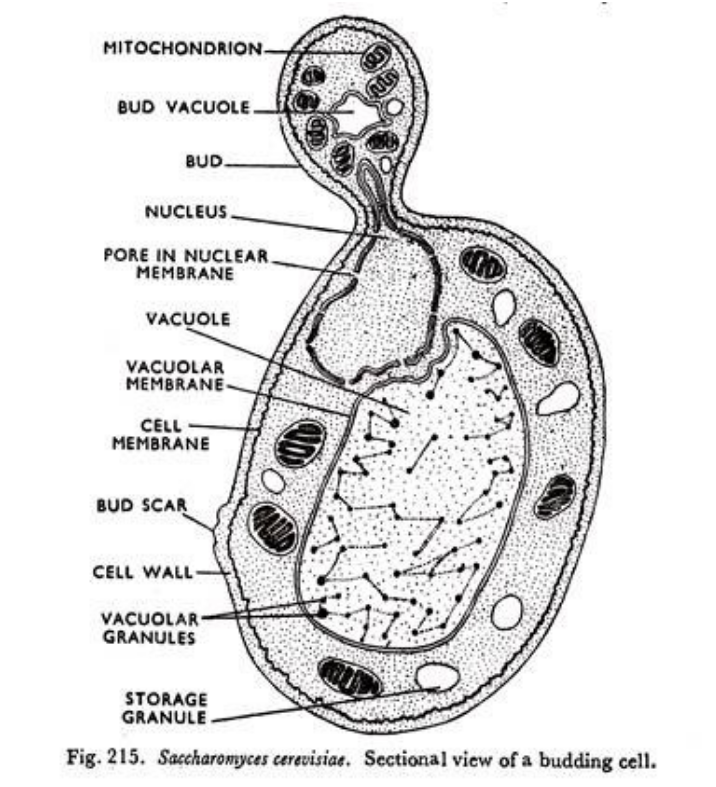 MITOCHONDRION
BUD VACUOLE
BUD
NUCLEUS
PORE IN NUCLEAR
MEMBRANE
VACUOLE
VACUOLAR
MEMBRANE
CELL
MEMBRANE
BUD SCAR
CELL WALL
VACUOLAR
GRANULES
STORAGE
GRANULE
Fig. 215. Saccharomyces cerevisiae. Sectional view of a budding cell.